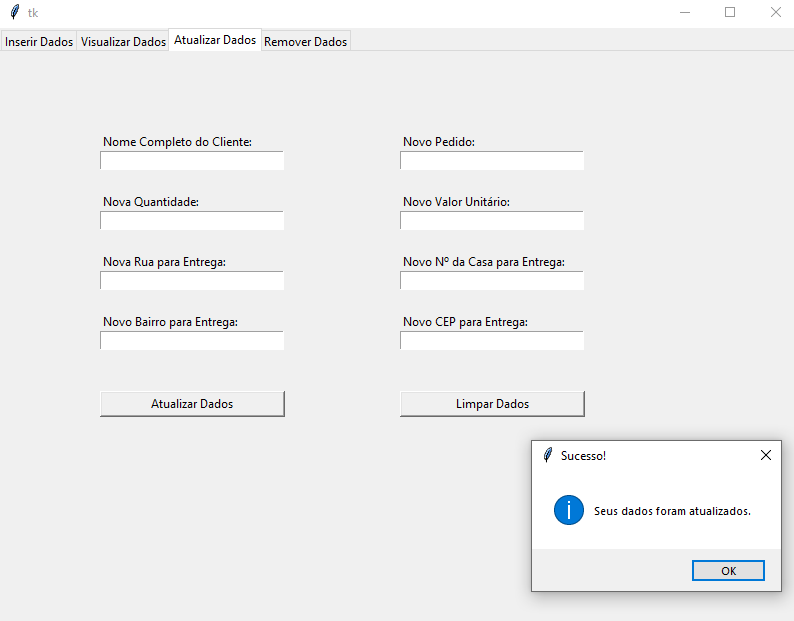 tk
Inserir Dados Visualizar Dados Atualizar Dados Remover Dados
Nome Completo do Cliente: Novo Pedido:
Nova Quantidade: Novo Valor Unitário:
Nova Rua para Entrega: Novo Nº da Casa para Entrega:
Novo Bairro para Entrega: Novo CEP para Entrega:
Atualizar Dados Limpar Dados
Sucesso!
Seus dados foram atualizados.
OK